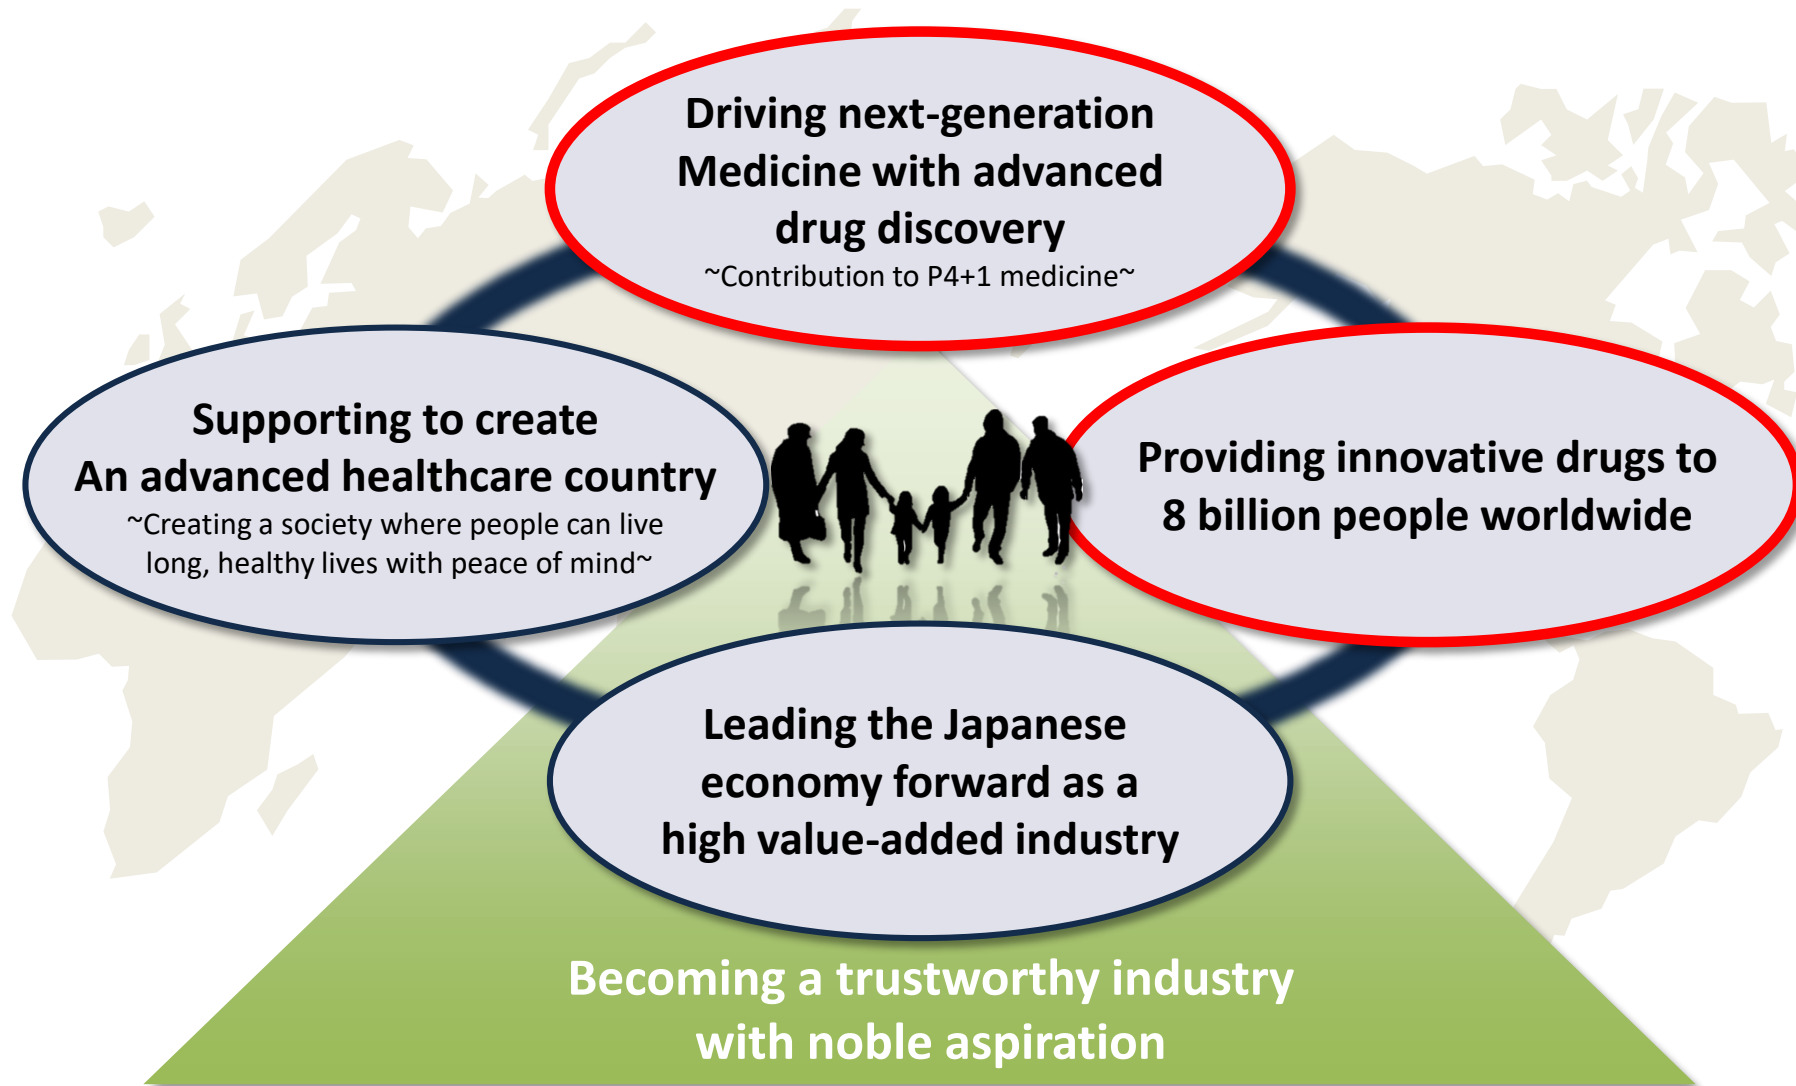 Driving next-generation
Medicine with advanced
drug discovery
~Contribution to P4+1 medicine~
Supporting to create
An advanced healthcare country
~Creating a society where people can live
long, healthy lives with peace of mind~
Providing innovative drugs to
8 billion people worldwide
Leading the Japanese
economy forward as a
high value-added industry
Becoming a trustworthy industry
with noble aspiration